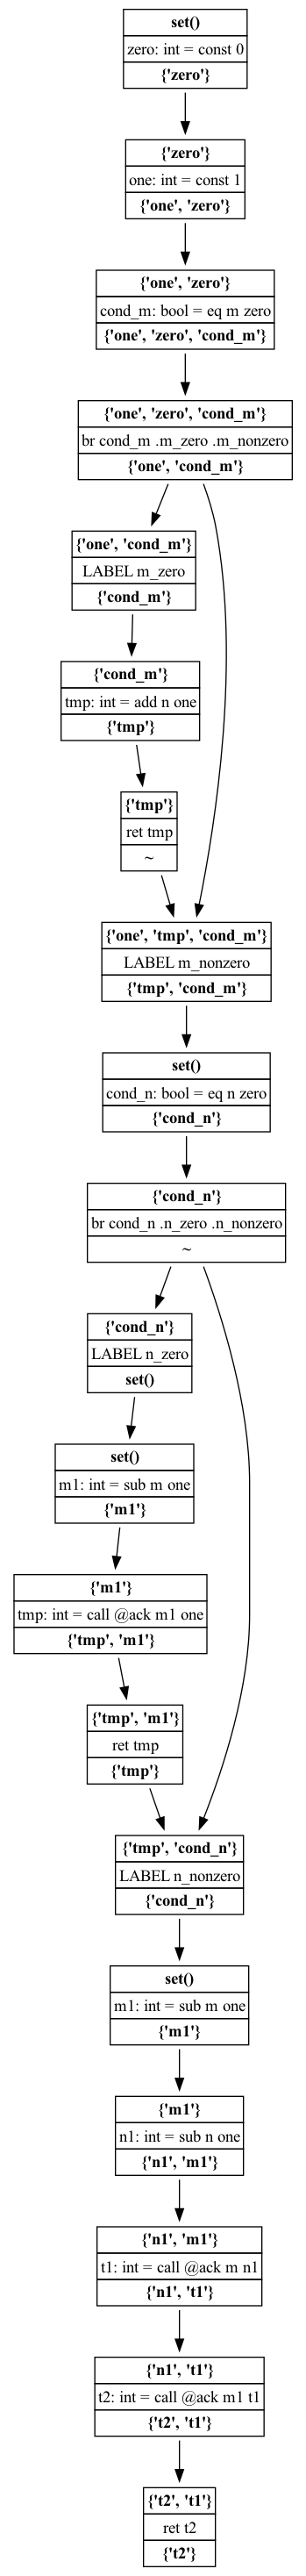 set()
zero: int = const 0
{'zero'}
{'zero'}
one: int = const 1
{'one', 'zero'}
{'one', 'zero'}
cond_m: bool = eq m zero
{'one', 'zero', 'cond_m'}
{'one', 'zero', 'cond_m'}
br cond_m .m_zero .m_nonzero
{'one', 'cond_m'}
{'one', 'cond_m'}
LABEL m_zero
{'cond_m'}
{'cond_m'}
tmp: int = add n one
{'tmp'}
{'tmp'}
ret tmp
~
{'one', 'tmp', 'cond_m'}
LABEL m_nonzero
{'tmp', 'cond_m'}
set()
cond_n: bool = eq n zero
{'cond_n'}
{'cond_n'}
br cond_n .n_zero .n_nonzero
~
{'cond_n'}
LABEL n_zero
set()
set()
m1: int = sub m one
{'m1'}
{'m1'}
tmp: int = call @ack m1 one
{'tmp', 'm1'}
{'tmp', 'm1'}
ret tmp
{'tmp'}
{'tmp', 'cond_n'}
LABEL n_nonzero
{'cond_n'}
set()
m1: int = sub m one
{'m1'}
{'m1'}
n1: int = sub n one
{'n1', 'm1'}
{'n1', 'm1'}
t1: int = call @ack m n1
{'n1', 't1'}
{'n1', 't1'}
t2: int = call @ack m1 t1
{'t2', 't1'}
{'t2', 't1'}
ret t2
{'t2'}